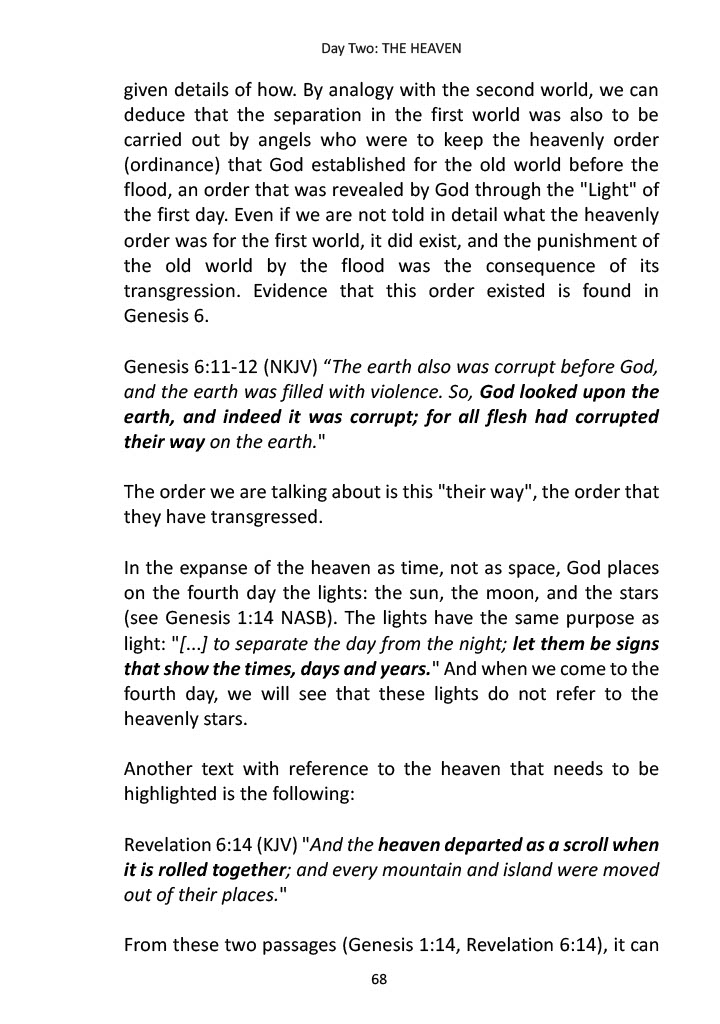 Day Two: THE HEAVEN
given details of how. By analogy with the second world, we can
deduce that the separation in the first world was also to be
carried out by angels who were to keep the heavenly order
(ordinance) that God established for the old world before the
flood, an order that was revealed by God through the "Light" of
the first day. Even if we are not told in detail what the heavenly
order was for the first world, it did exist, and the punishment of
the old world by the flood was the consequence of its
transgression. Evidence that this order existed is found in
Genesis 6.
Genesis 6:11-12 (NKJV) “The earth also was corrupt before God,
and the earth was filled with violence. So, God looked upon the
earth, and indeed it was corrupt; for all flesh had corrupted
their way on the earth."
The order we are talking about is this "their way", the order that
they have transgressed.
In the expanse of the heaven as time, not as space, God places
on the fourth day the lights: the sun, the moon, and the stars
(see Genesis 1:14 NASB). The lights have the same purpose as
light: "[...] to separate the day from the night; let them be signs
that show the times, days and years." And when we come to the
fourth day, we will see that these lights do not refer to the
heavenly stars.
Another text with reference to the heaven that needs to be
highlighted is the following:
Revelation 6:14 (KJV) "And the heaven departed as a scroll when
it is rolled together; and every mountain and island were moved
out of their places."
From these two passages (Genesis 1:14, Revelation 6:14), it can
68